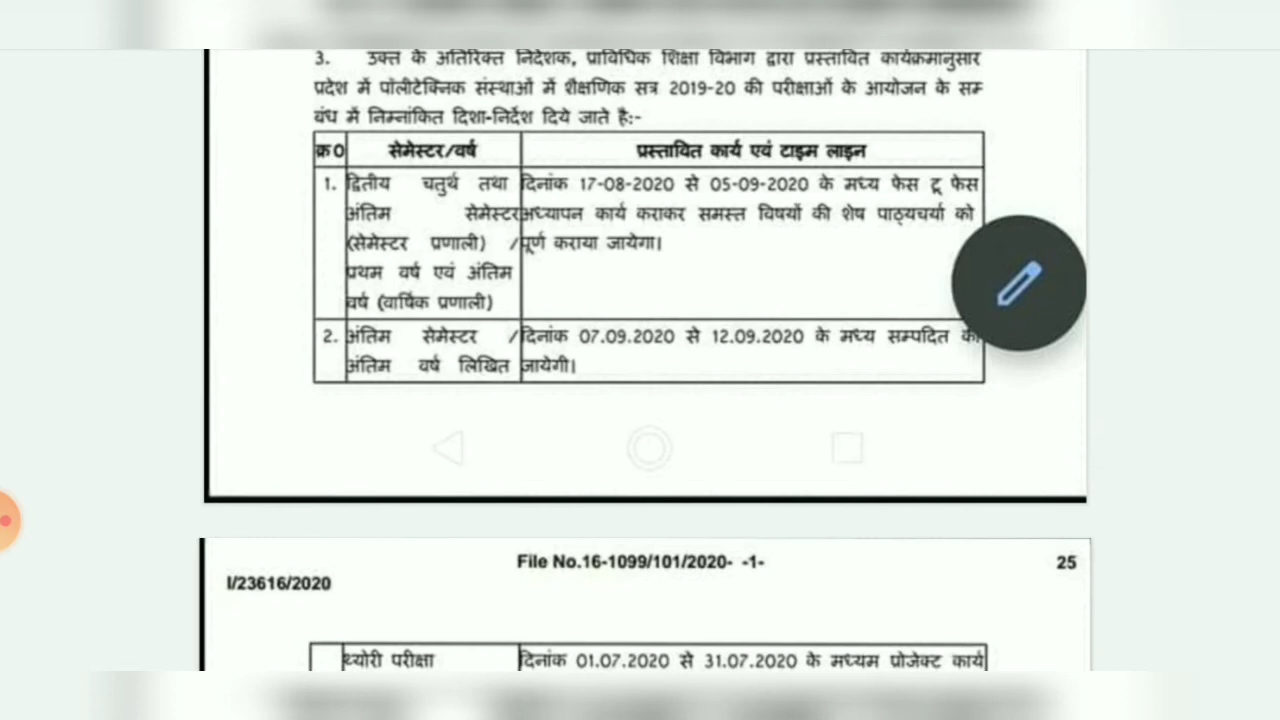 3. उक्त के अतिरिक्त निदेशक, प्राविधिक शिक्षा विभाग द्वारा प्रस्तावित कार्यक्रमानुसार
प्रदेश में पॉलीटेक्निक संस्थाओं में शैक्षणिक सत्र 2019-20 की परीक्षाओं के आयोजन के सम
बंध में निम्नांकित दिशा-निर्देश दिये जाते है:-
क्र0 सेमेस्टर/वर्ष प्रस्तावित कार्य एवं टाइम लाइन
1. द्वितीय चतुर्थ तथा दिनांक 17-08-2020 से 05-09-2020 के मध्य फेस टू फेस
अंतिम सेमेस्टर अध्यापन कार्य कराकर समस्त विषयों की शेष पाठ्यचर्या को
(सेमेस्टर प्रणाली) / पूर्ण कराया जायेगा।
प्रथम वर्ष एवं अंतिम
वर्ष (वार्षिक प्रणाली)
2. अंतिम सेमेस्टर / दिनांक 07.09.2020 से 12.09.2020 के मध्य सम्पदित की
अंतिम वर्ष लिखित जायेगी।
File No.16-1099/101/2020- -1- 25
I/23616/2020
थ्योरी परीक्षा दिनांक 01.07.2020 से 31.07.2020 के मध्यम प्रोजेक्ट कार्य